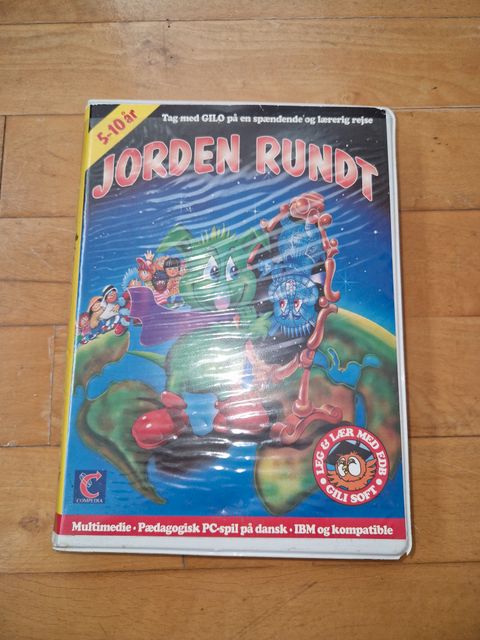 5-10 år
Tag med GILO på en spændende og lærerig rejse
JORDEN RUNDT
LEG & LÆR MED EDB
• GILI SOFT •
COMPEDIA
Multimedie • Pædagogisk PC-spil på dansk • IBM og kompatible